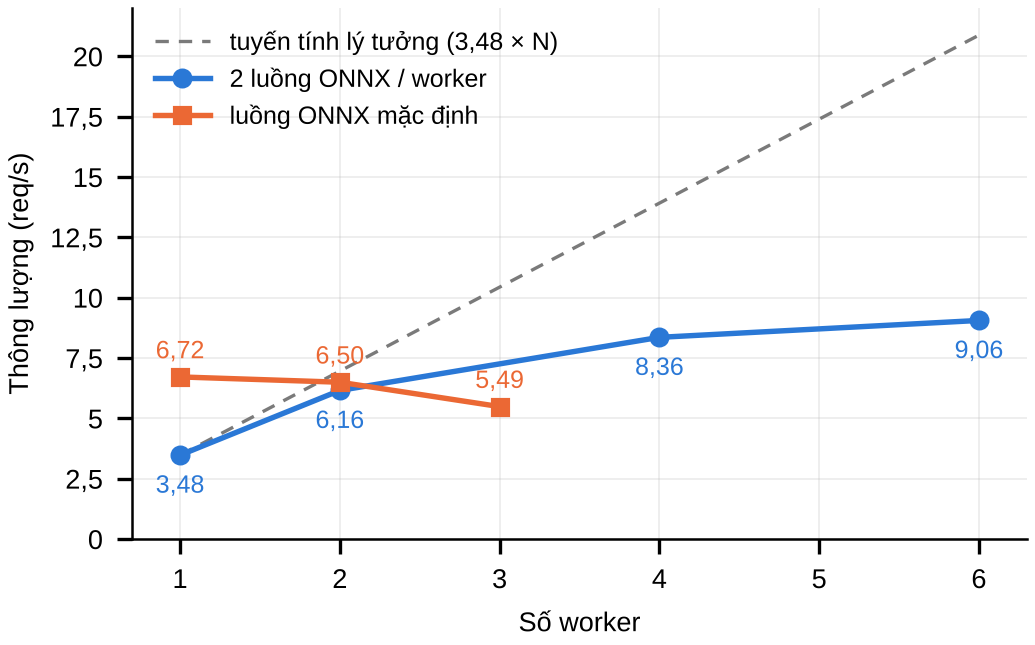 tuyến tính lý tưởng (3,48 × N)
2 luồng ONNX / worker
luồng ONNX mặc định
Thông lượng (req/s)
20
17,5
15
12,5
10
7,5
5
2,5
0
6,72
6,50
5,49
3,48
6,16
8,36
9,06
1 2 3 4 5 6
Số worker